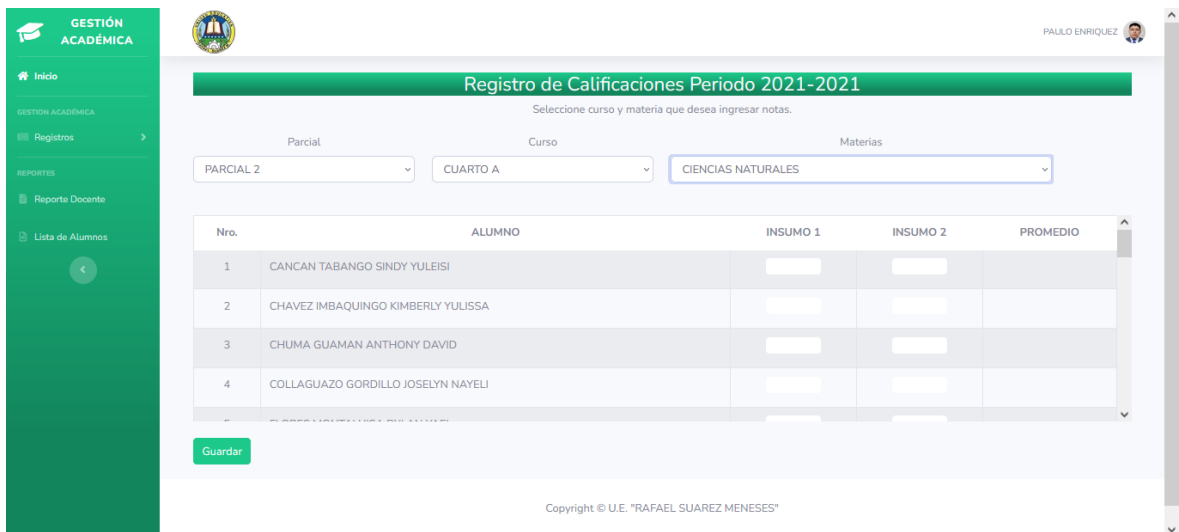 GESTIÓN
ACADÉMICA
Inicio
GESTIÓN ACADÉMICA
Registros
REPORTES
Reporte Docente
Lista de Alumnos
PAULO ENRIQUEZ
Registro de Calificaciones Periodo 2021-2021
Seleccione curso y materia que desea ingresar notas.
Parcial Curso Materias
PARCIAL 2 CUARTO A CIENCIAS NATURALES
Nro. ALUMNO INSUMO 1 INSUMO 2 PROMEDIO
1 CANCAN TABANGO SINDY YULEISI
2 CHAVEZ IMBAQUINGO KIMBERLY YULISSA
3 CHUMA GUAMAN ANTHONY DAVID
4 COLLAGUAZO GORDILLO JOSELYN NAYELI
Guardar
Copyright © U.E. "RAFAEL SUAREZ MENESES"